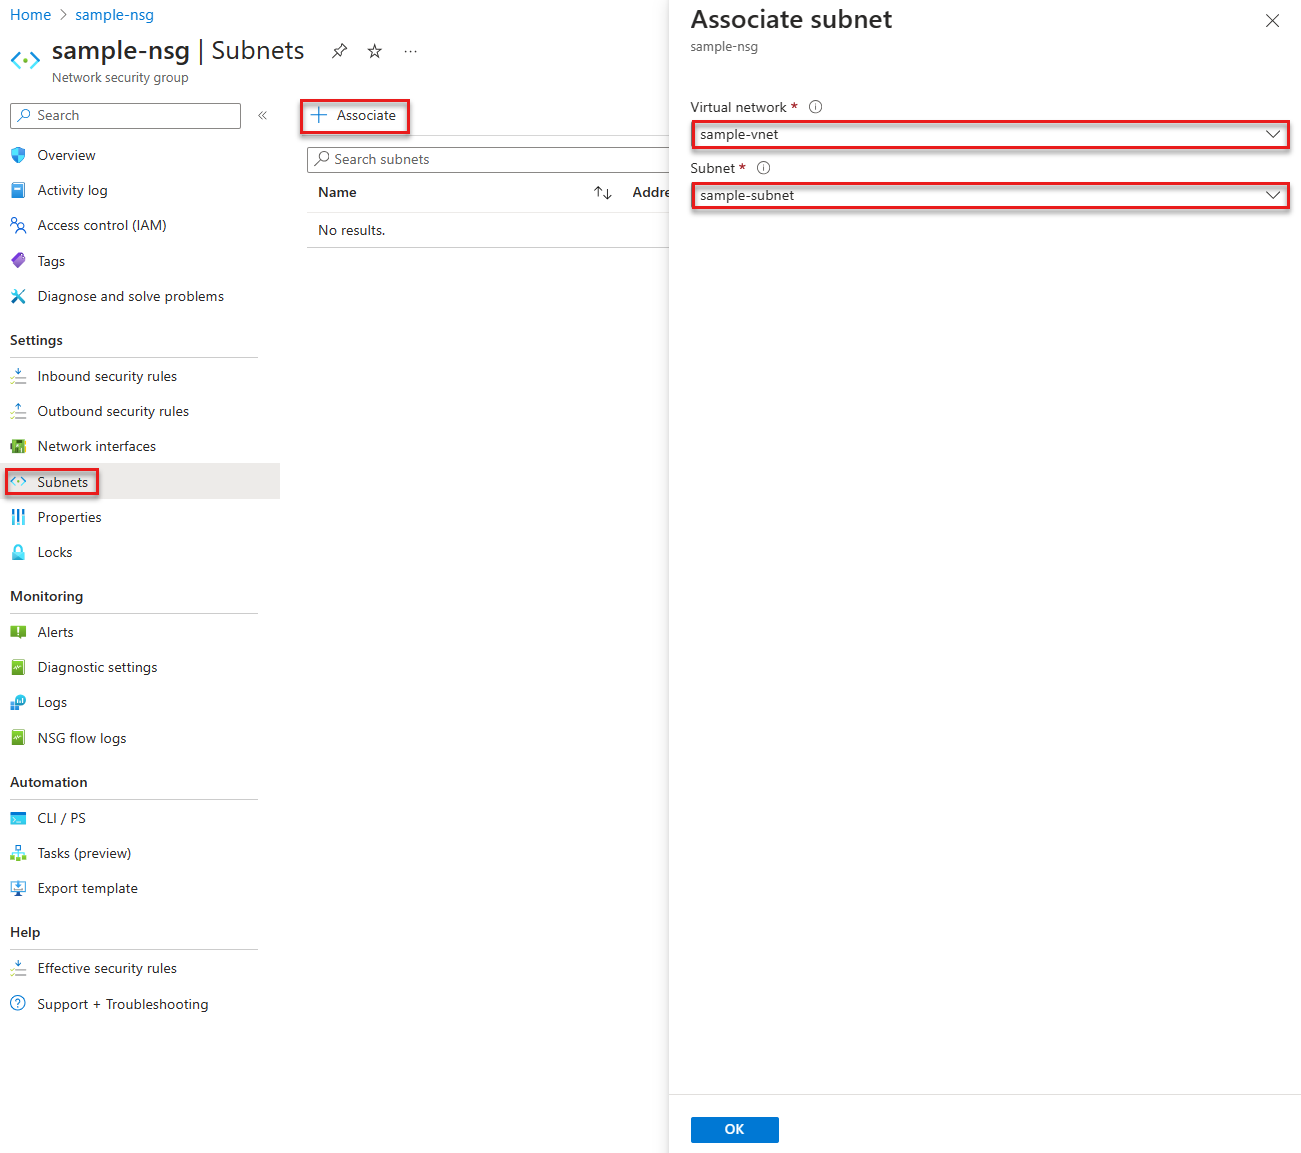 Home > sample-nsg
sample-nsg | Subnets
Network security group
Search
Overview
Activity log
Access control (IAM)
Tags
Diagnose and solve problems
Settings
Inbound security rules
Outbound security rules
Network interfaces
Subnets
Properties
Locks
Monitoring
Alerts
Diagnostic settings
Logs
NSG flow logs
Automation
CLI / PS
Tasks (preview)
Export template
Help
Effective security rules
Support + Troubleshooting
+ Associate
Search subnets
Name Addre
No results.
Associate subnet
sample-nsg
Virtual network *
sample-vnet
Subnet *
sample-subnet
OK